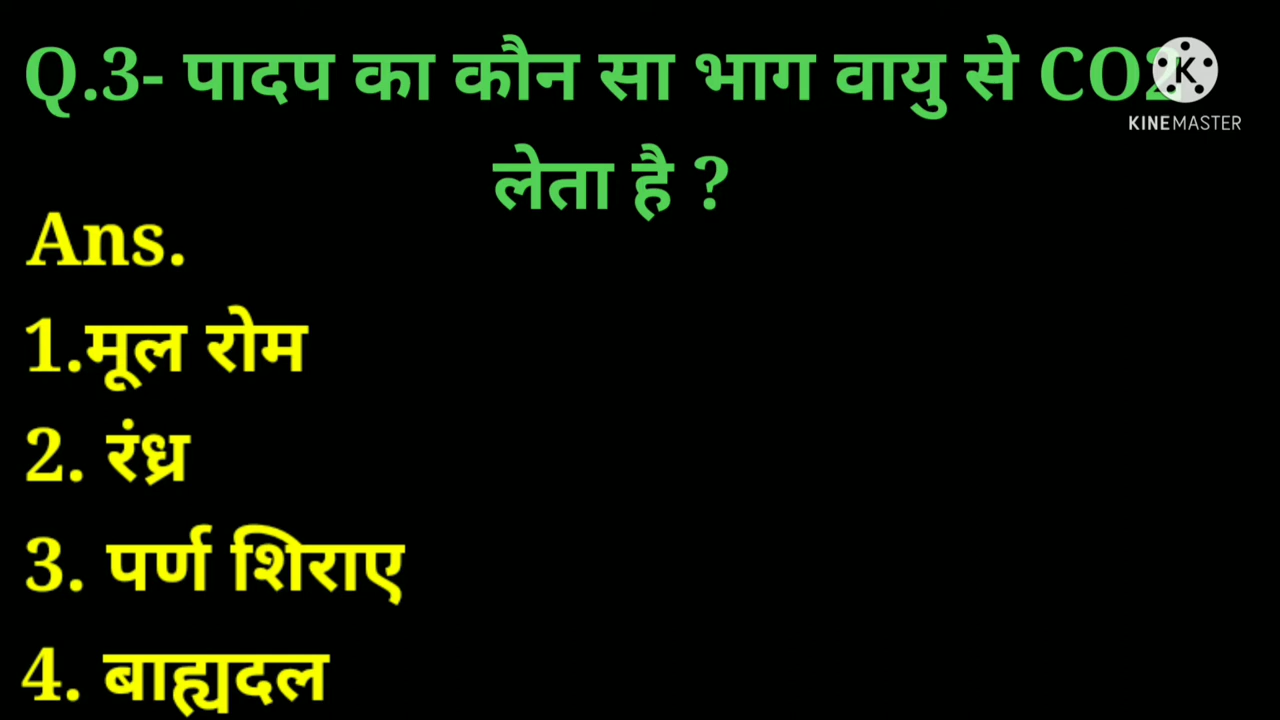 Q.3- पादप का कौन सा भाग वायु से CO2
K
KINEMASTER
लेता है ?
Ans.
1.मूल रोम
2. रंध्र
3. पर्ण शिराए
4. बाह्यदल